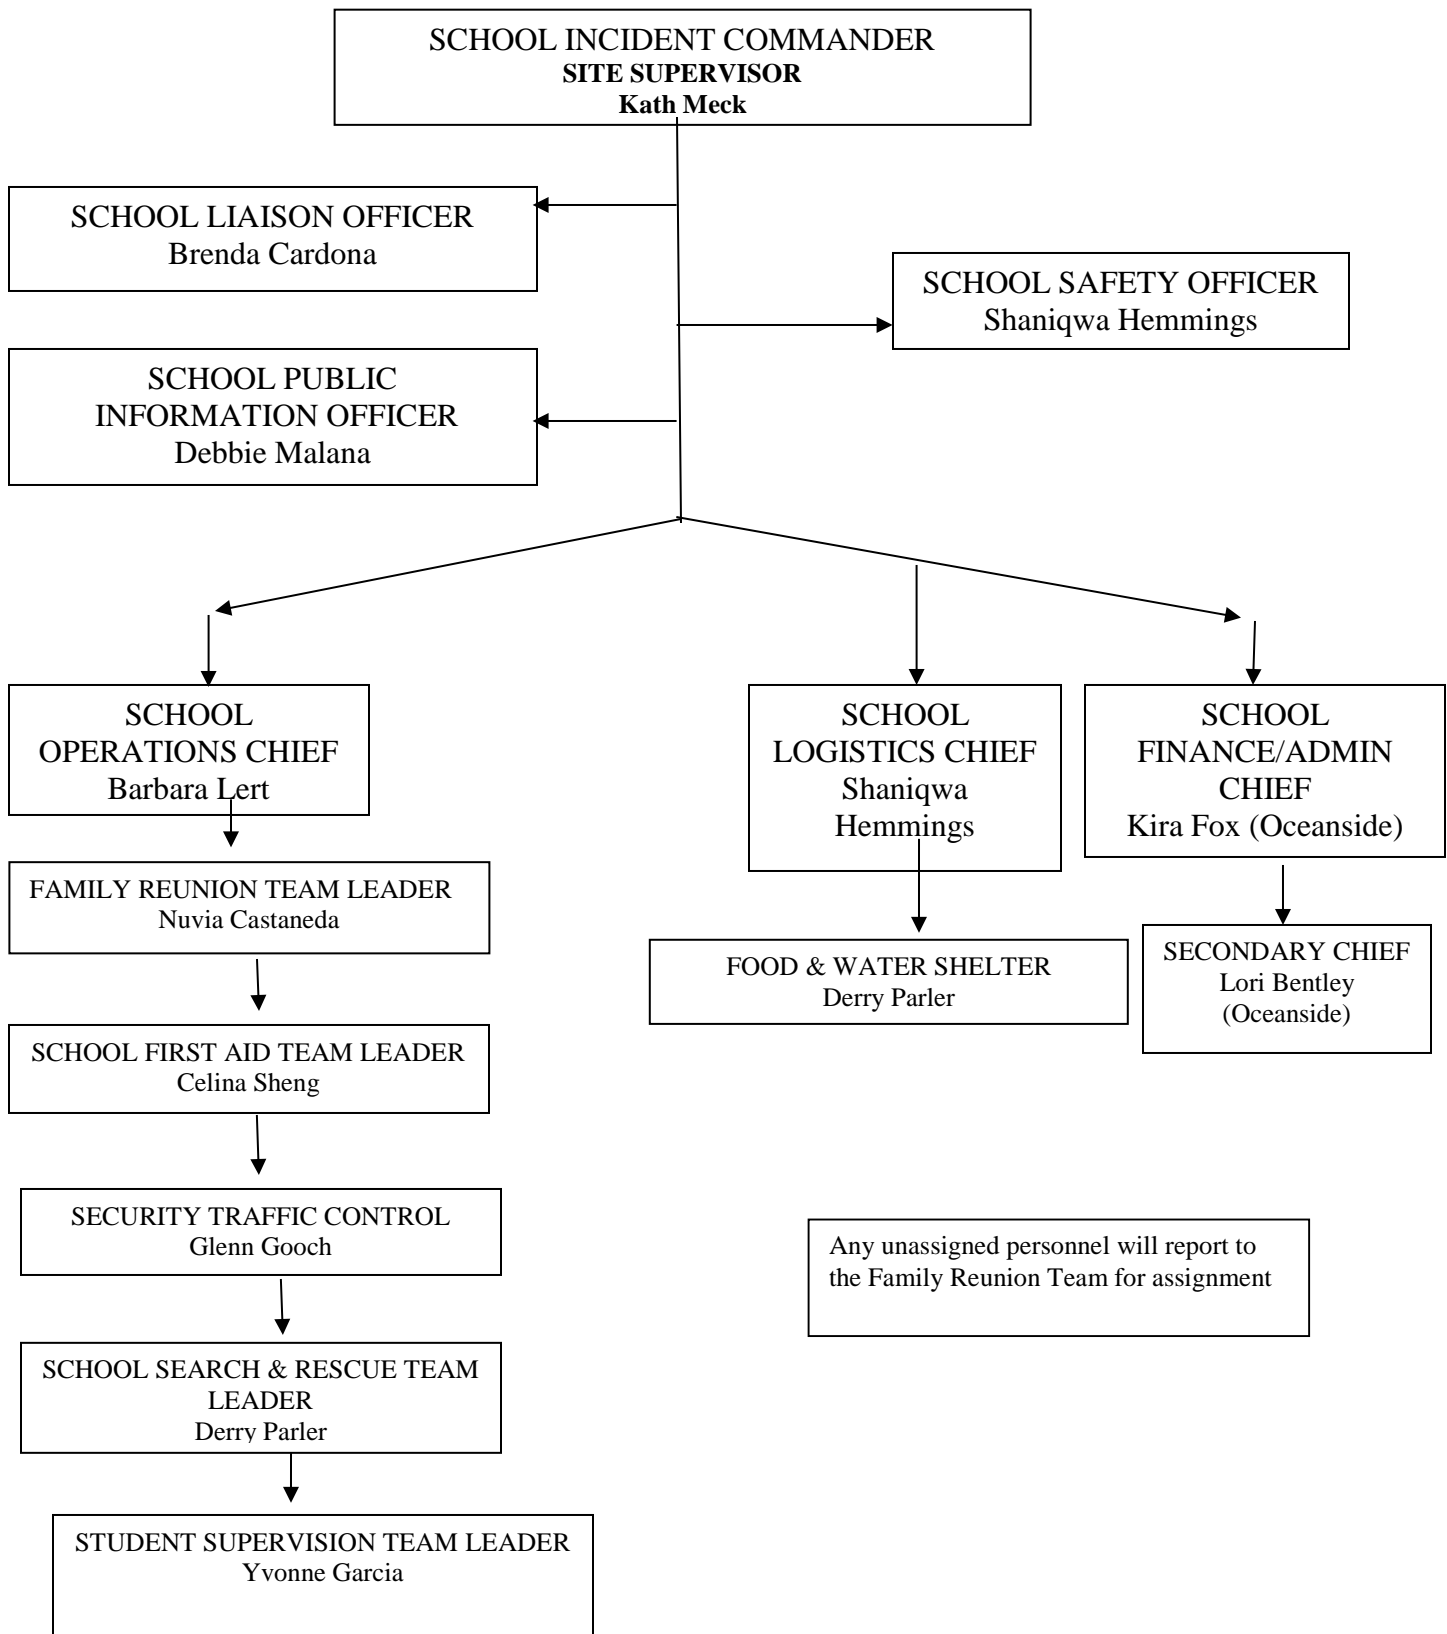 SCHOOL INCIDENT COMMANDER
SITE SUPERVISOR
Kath Meck
SCHOOL LIAISON OFFICER
Brenda Cardona
SCHOOL SAFETY OFFICER
Shaniqwa Hemmings
SCHOOL PUBLIC
INFORMATION OFFICER
Debbie Malana
SCHOOL
OPERATIONS CHIEF
Barbara Lert
SCHOOL
LOGISTICS CHIEF
Shaniqwa
Hemmings
SCHOOL
FINANCE/ADMIN
CHIEF
Kira Fox (Oceanside)
FAMILY REUNION TEAM LEADER
Nuvia Castaneda
FOOD & WATER SHELTER
Derry Parler
SECONDARY CHIEF
Lori Bentley
(Oceanside)
SCHOOL FIRST AID TEAM LEADER
Celina Sheng
SECURITY TRAFFIC CONTROL
Glenn Gooch
Any unassigned personnel will report to
the Family Reunion Team for assignment
SCHOOL SEARCH & RESCUE TEAM
LEADER
Derry Parler
STUDENT SUPERVISION TEAM LEADER
Yvonne Garcia